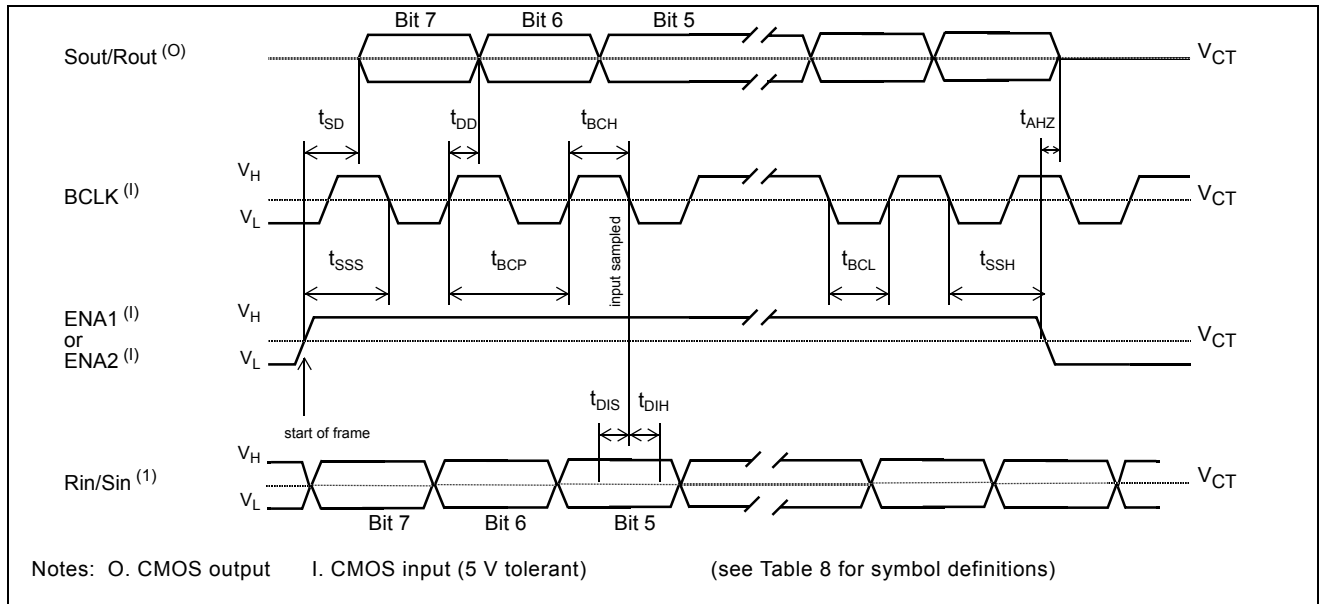 Bit 7 Bit 6 Bit 5
Sout/Rout (O) VCT
tSD tDD tBCH tAHZ
VH
BCLK (I) VCT
VL
input sampled
tSSS tBCP tBCL tSSH
ENA1 (I) VH
or VCT
ENA2 (I) VL
tDIS tDIH
start of frame
VH
Rin/Sin (1) VCT
VL
Bit 7 Bit 6 Bit 5
Notes: O. CMOS output I. CMOS input (5 V tolerant) (see Table 8 for symbol definitions)